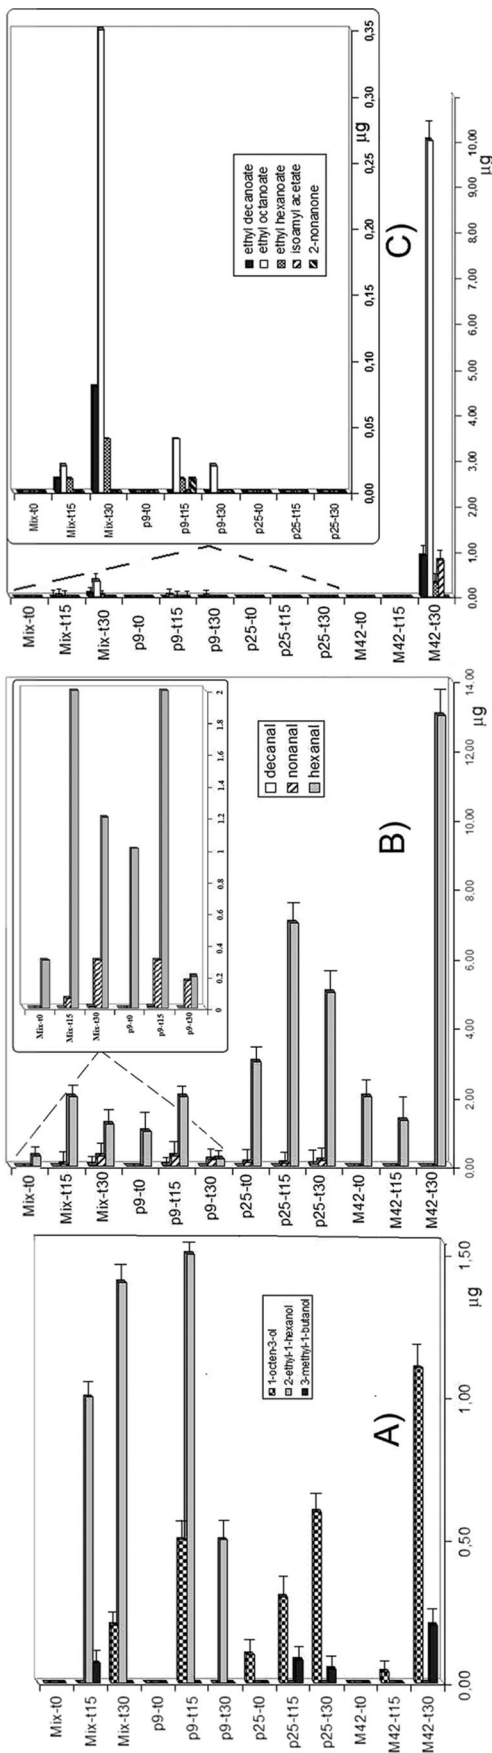 Mix-t0
Mix-t15
Mix-t30
p9-t0
p9-t15
p9-t30
p25-t0
p25-t15
p25-t30
M42-t0
M42-t15
M42-t30
0,00
0,50
1,00
1,50
µg
1-octen-3-ol
2-ethyl-1-hexanol
3-methyl-1-butanol
A)
Mix-t0
Mix-t15
Mix-t30
p9-t0
p9-t15
p9-t30
p25-t0
p25-t15
p25-t30
M42-t0
M42-t15
M42-t30
0.00
2.00
4.00
6.00
8.00
10.00
12.00
14.00
µg
Mix-t0
Mix-t15
Mix-t30
p9-t0
p9-t15
p9-t30
0
0.2
0.4
0.6
0.8
1
1.2
1.4
1.6
1.8
2
decanal
nonanal
hexanal
B)
Mix-t0
Mix-t15
Mix-t30
p9-t0
p9-t15
p9-t30
p25-t0
p25-t15
p25-t30
M42-t0
M42-t15
M42-t30
0.00
1.00
2.00
3.00
4.00
5.00
6.00
7.00
8.00
9.00
10.00
µg
Mix-t0
Mix-t15
Mix-t30
p9-t0
p9-t15
p9-t30
p25-t0
p25-t15
p25-t30
0,00
0,05
0,10
0,15
0,20
0,25
0,30
0,35
µg
ethyl decanoate
ethyl octanoate
ethyl hexanoate
isoamyl acetate
2-nonanone
C)